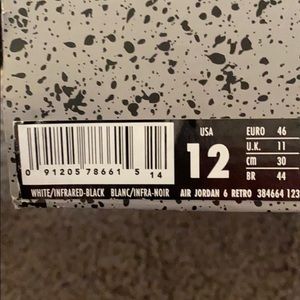 USA
12
EURO 46
U.K. 11
CM 30
BR 44
0 91205 78661 5 14
WHITE/INFRARED-BLACK BLANC/INFRA-NOIR AIR JORDAN 6 RETRO 384664 123